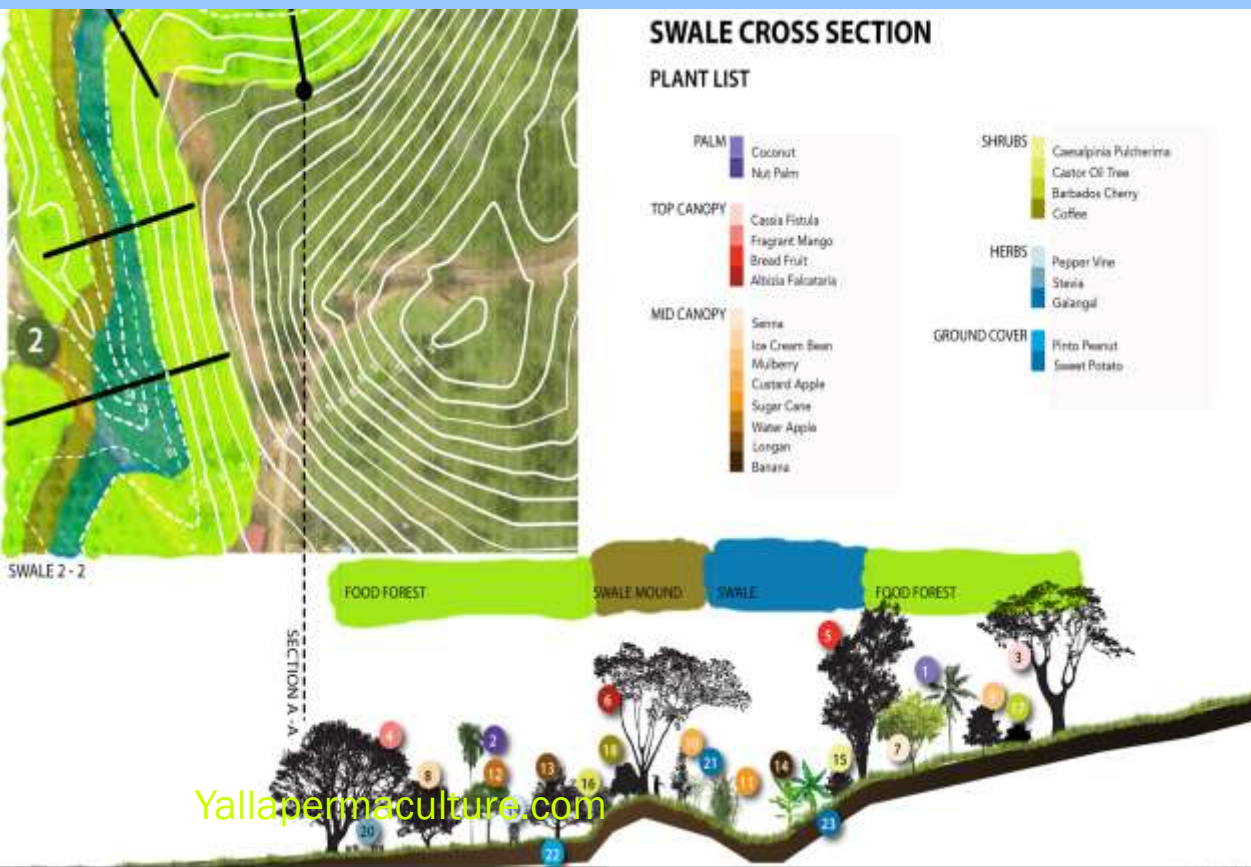 SWALE CROSS SECTION
PLANT LIST
PALM
Coconut
Nut Palm
TOP CANOPY
Cassia Fistula
Fragrant Mango
Bread Fruit
Albizia Falcataria
MID CANOPY
Senna
Ice Cream Bean
Mulberry
Custard Apple
Sugar Cane
Water Apple
Longan
Banana
SHRUBS
Caesalpinia Pulcherima
Castor Oil Tree
Barbados Cherry
Coffee
HERBS
Pepper Vine
Stevia
Galangal
GROUND COVER
Pinto Peanut
Sweet Potato
2
SWALE 2 - 2
FOOD FOREST
SWALE MOUND
SWALE
FOOD FOREST
SECTION A -A
5
3
1
6
4
2
18
7
8
12
13
16
21
11
14
15
20
22
23
Yallapermaculture.com